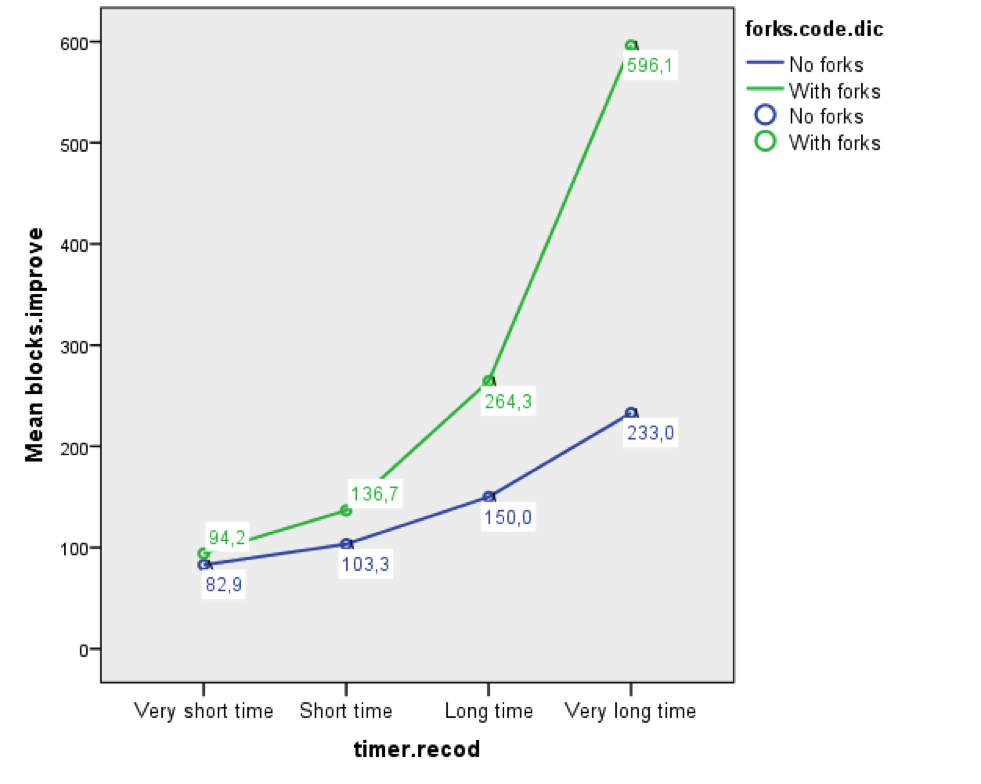 forks.code.dic
No forks
With forks
No forks
With forks
Mean blocks.improve
600
500
400
300
200
100
0
596,1
264,3
233,0
136,7
150,0
94,2
103,3
82,9
Very short time Short time Long time Very long time
timer.recod